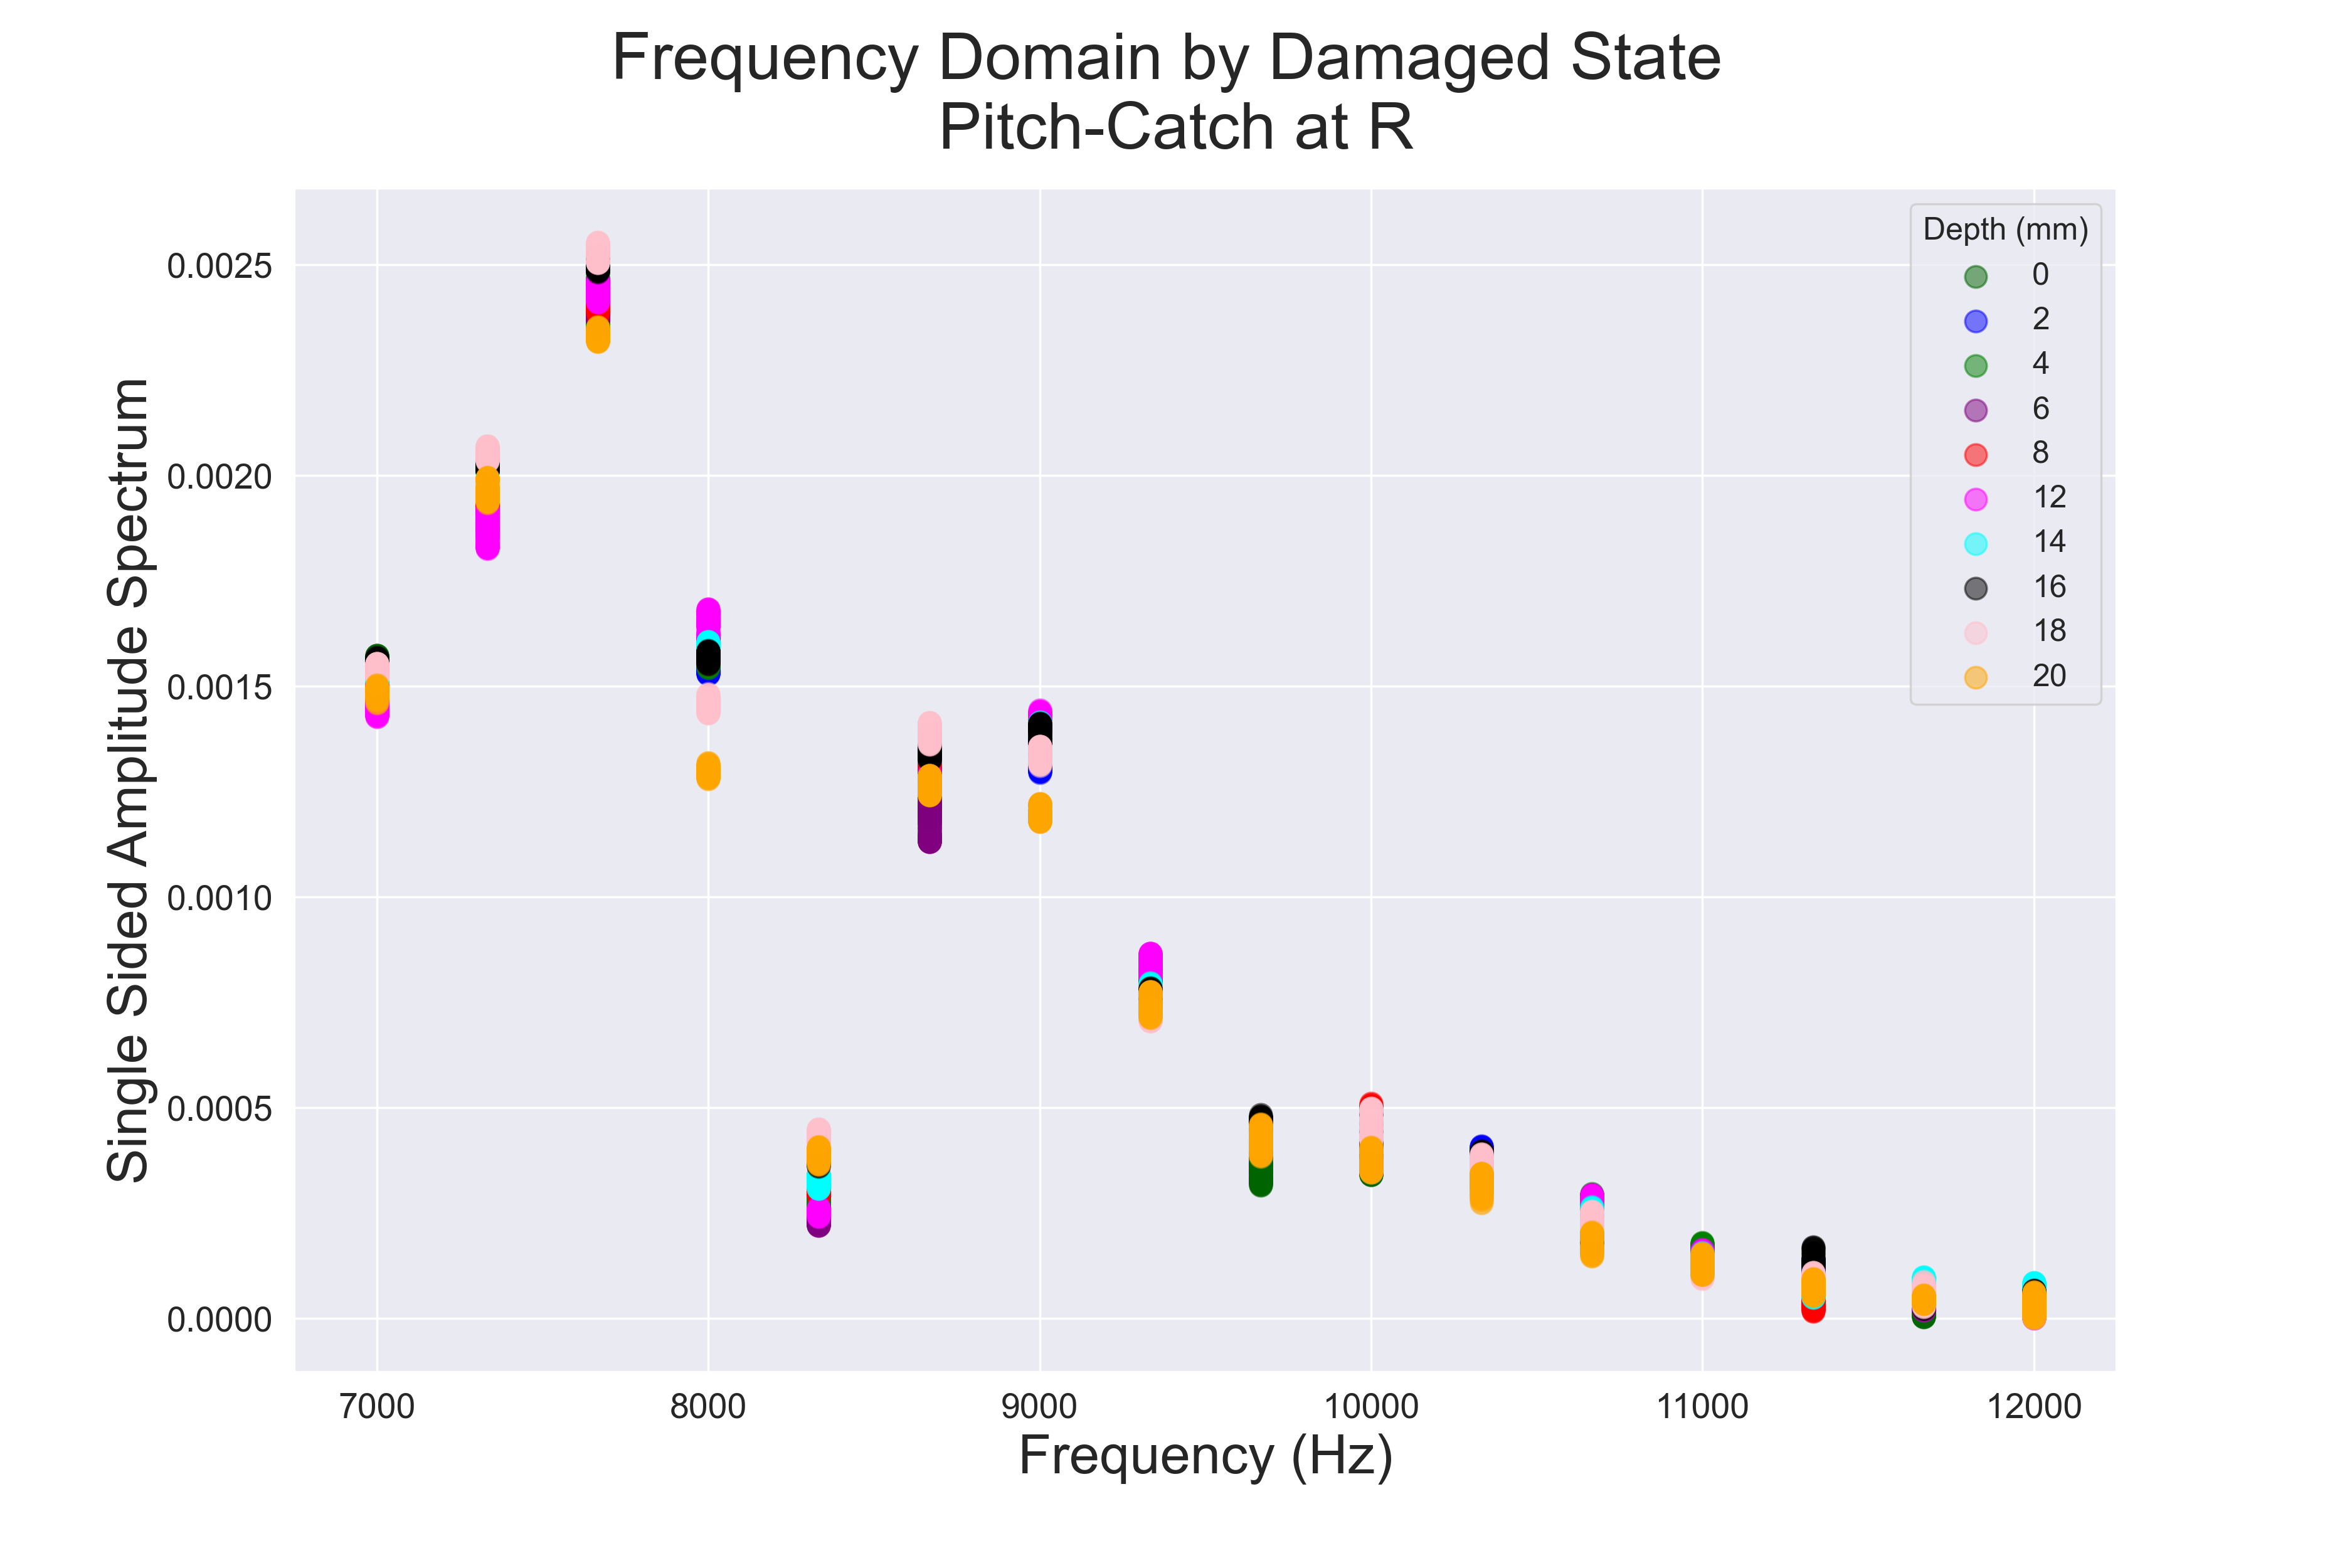 Frequency Domain by Damaged State
Pitch-Catch at R
Single Sided Amplitude Spectrum
0.0025
0.0020
0.0015
0.0010
0.0005
0.0000
Depth (mm)
0
2
4
6
8
12
14
16
18
20
7000 8000 9000 10000 11000 12000
Frequency (Hz)